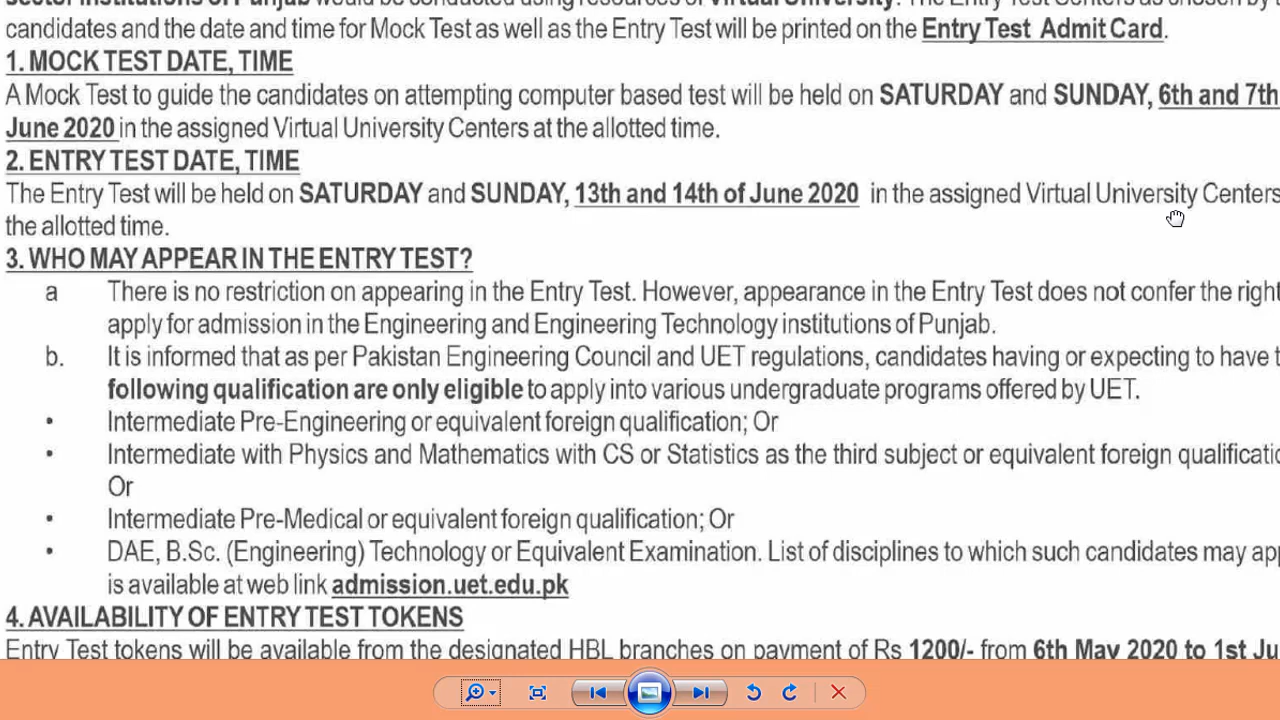 candidates and the date and time for Mock Test as well as the Entry Test will be printed on the Entry Test Admit Card.
1. MOCK TEST DATE, TIME
A Mock Test to guide the candidates on attempting computer based test will be held on SATURDAY and SUNDAY, 6th and 7th
June 2020 in the assigned Virtual University Centers at the allotted time.
2. ENTRY TEST DATE, TIME
The Entry Test will be held on SATURDAY and SUNDAY, 13th and 14th of June 2020 in the assigned Virtual University Centers
the allotted time.
3. WHO MAY APPEAR IN THE ENTRY TEST?
a There is no restriction on appearing in the Entry Test. However, appearance in the Entry Test does not confer the right
apply for admission in the Engineering and Engineering Technology institutions of Punjab.
b. It is informed that as per Pakistan Engineering Council and UET regulations, candidates having or expecting to have
following qualification are only eligible to apply into various undergraduate programs offered by UET.
• Intermediate Pre-Engineering or equivalent foreign qualification; Or
• Intermediate with Physics and Mathematics with CS or Statistics as the third subject or equivalent foreign
Or
• Intermediate Pre-Medical or equivalent foreign qualification; Or
• DAE, B.Sc. (Engineering) Technology or Equivalent Examination. List of disciplines to which such candidates may
is available at web link admission.uet.edu.pk
4. AVAILABILITY OF ENTRY TEST TOKENS
Entry Test tokens will be available from the designated HBL branches on payment of Rs 1200/- from 6th May 2020 to 1st